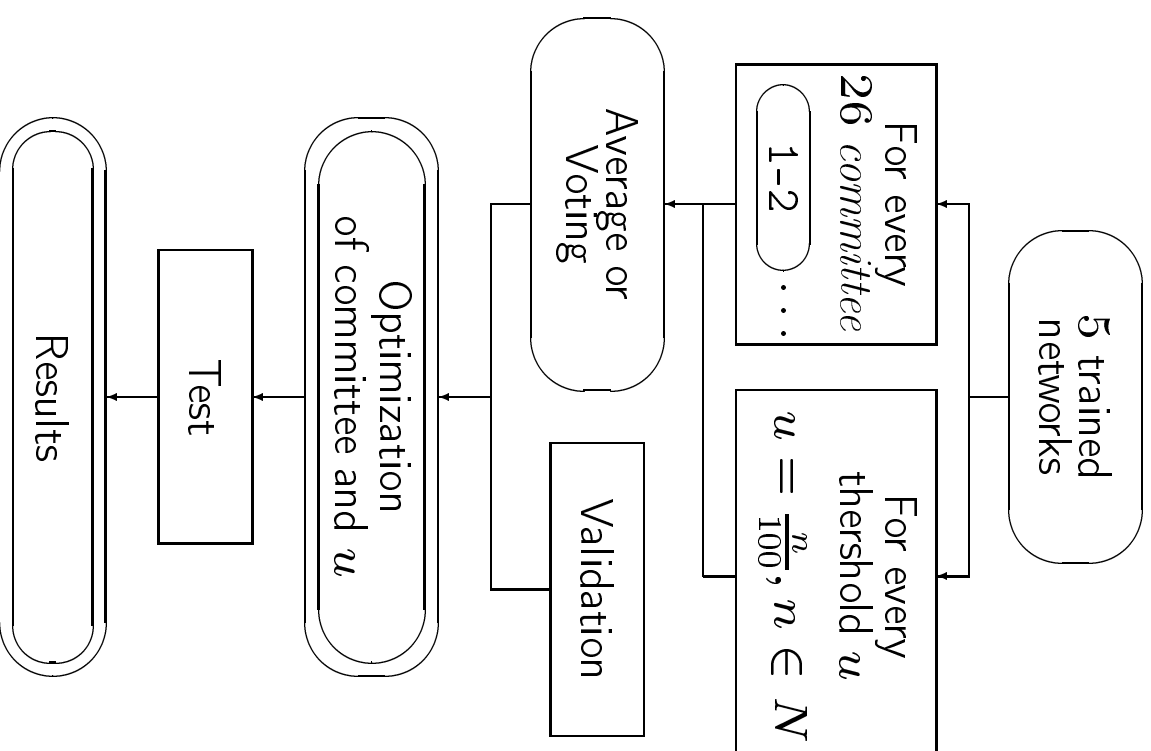 5 trained
networks
For every
26 committee
1-2 ...
For every
thershold u
u = n/100, n ∈ N
Average or
Voting
Validation
Optimization
of committee and u
Test
Results